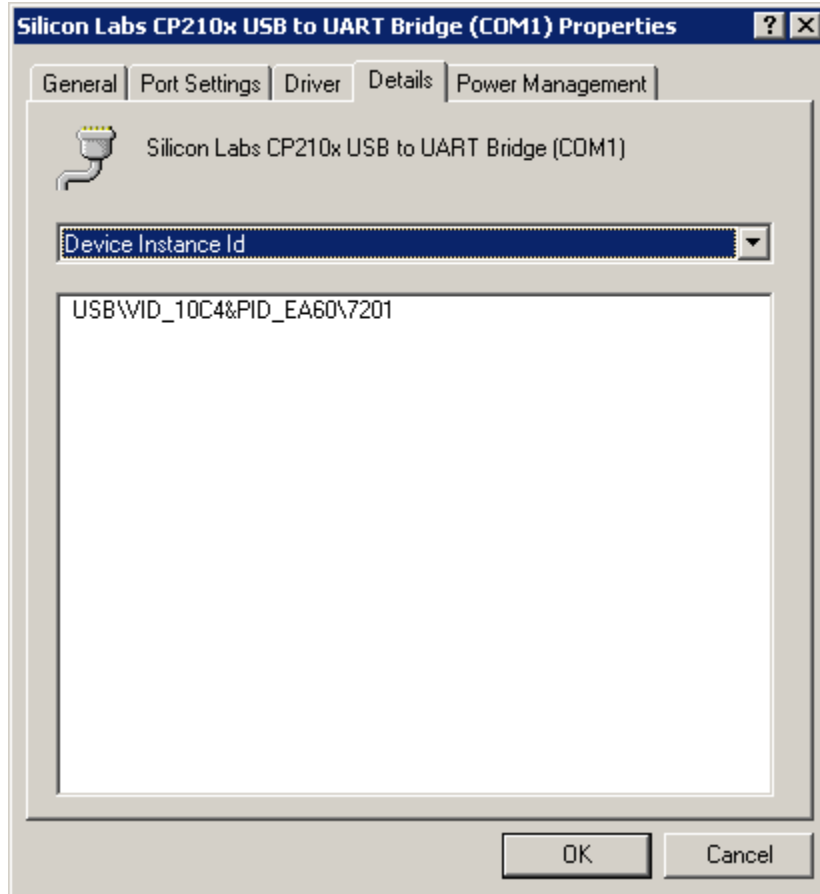 Silicon Labs CP210x USB to UART Bridge (COM1) Properties
General Port Settings Driver Details Power Management
Silicon Labs CP210x USB to UART Bridge (COM1)
Device Instance Id
USB\VID_10C4&PID_EA60\7201
OK Cancel